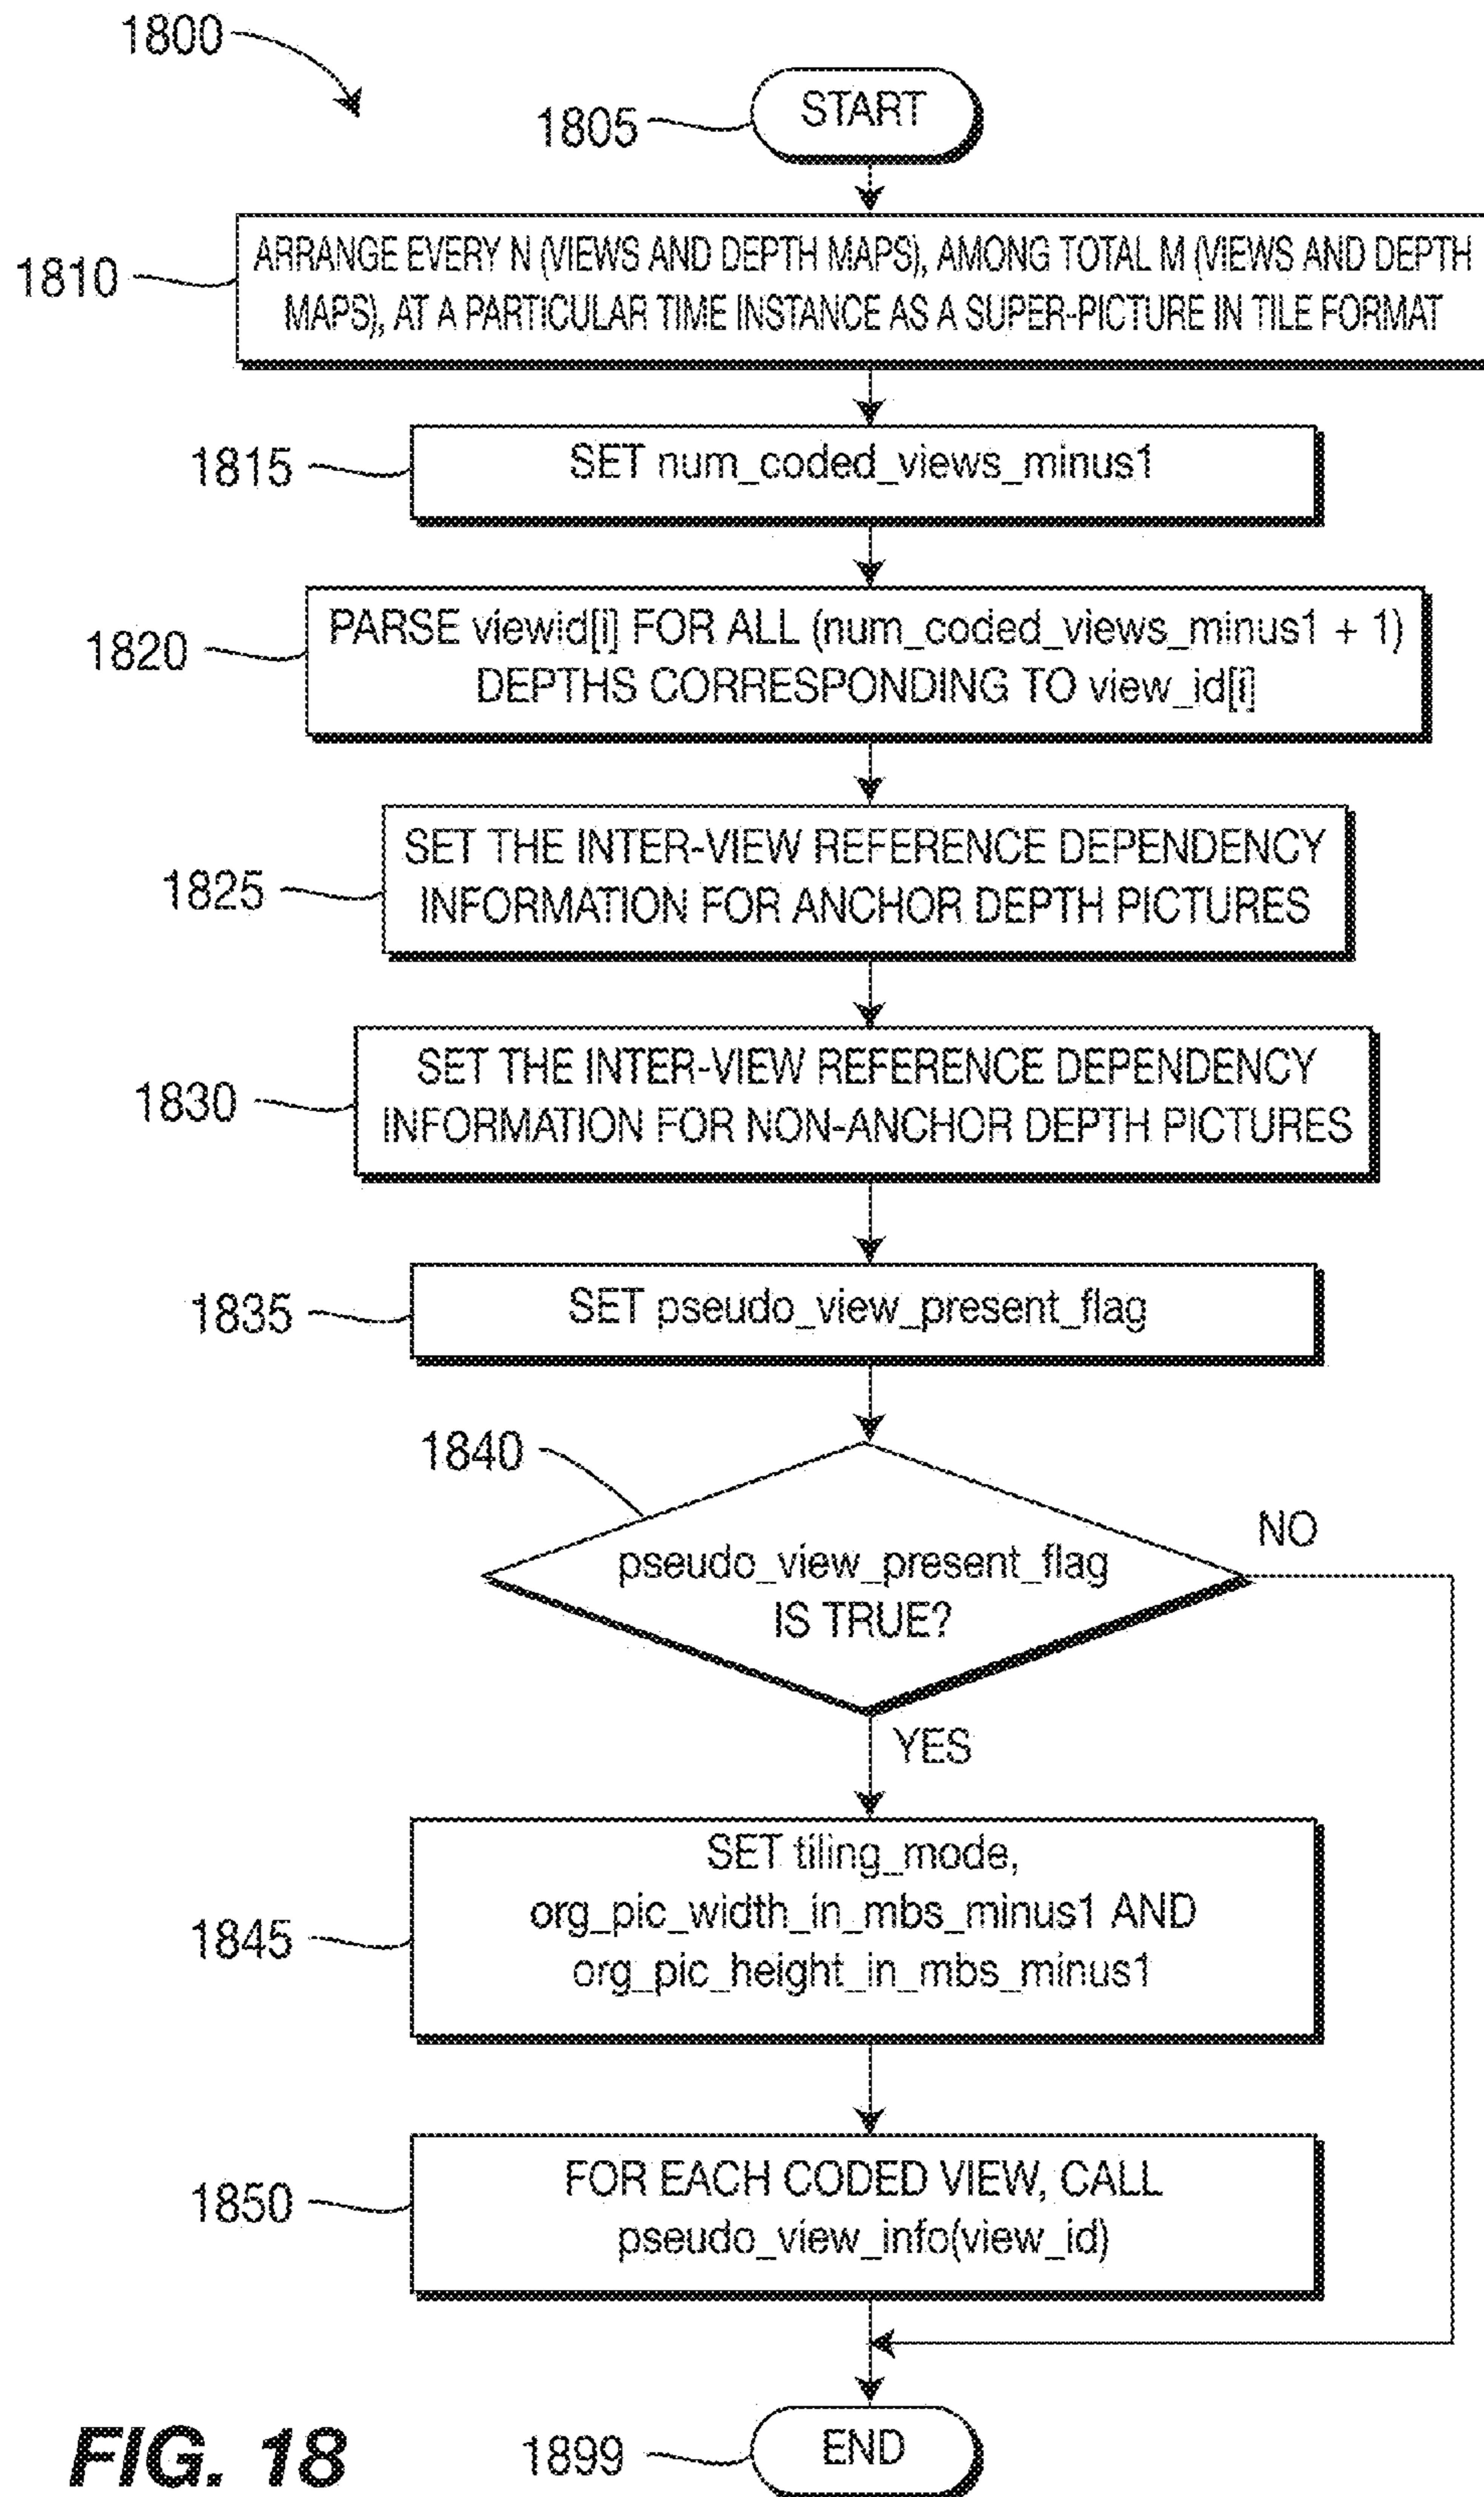 1800
1805
START
1810
ARRANGE EVERY N (VIEWS AND DEPTH MAPS), AMONG TOTAL M (VIEWS AND DEPTH
MAPS), AT A PARTICULAR TIME INSTANCE AS A SUPER-PICTURE IN TILE FORMAT
1815
SET num_coded_views_minus1
1820
PARSE viewid[i] FOR ALL (num_coded_views_minus1 + 1)
DEPTHS CORRESPONDING TO view_id[i]
1825
SET THE INTER-VIEW REFERENCE DEPENDENCY
INFORMATION FOR ANCHOR DEPTH PICTURES
1830
SET THE INTER-VIEW REFERENCE DEPENDENCY
INFORMATION FOR NON-ANCHOR DEPTH PICTURES
1835
SET pseudo_view_present_flag
1840
pseudo_view_present_flag
IS TRUE?
NO
YES
1845
SET tiling_mode,
org_pic_width_in_mbs_minus1 AND
org_pic_height_in_mbs_minus1
1850
FOR EACH CODED VIEW, CALL
pseudo_view_info(view_id)
FIG. 18
1899
END